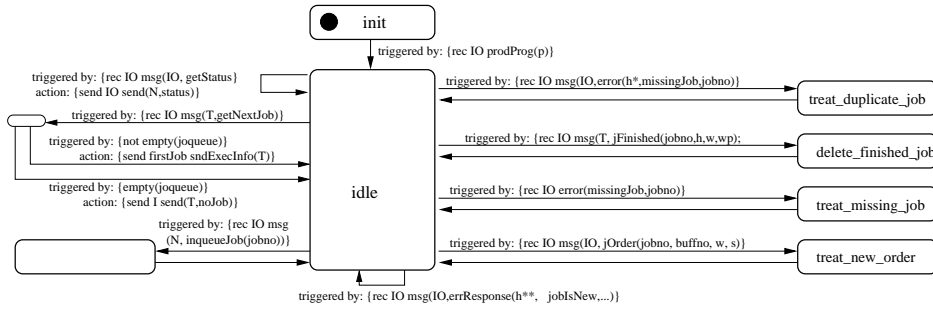 init
triggered by: {rec IO prodProg(p)}
triggered by: {rec IO msg(IO, getStatus}
action: {send IO send(N,status)}
triggered by: {rec IO msg(IO,error(h*,missingJob,jobno)}
treat_duplicate_job
triggered by: {rec IO msg(T,getNextJob)}
triggered by: {not empty(joqueue)}
action: {send firstJob sndExecInfo(T)}
triggered by: {rec IO msg(T, jFinished(jobno,h,w,wp);
delete_finished_job
idle
triggered by: {empty(joqueue)}
action: {send I send(T,noJob)}
triggered by: {rec IO error(missingJob,jobno)}
treat_missing_job
triggered by: {rec IO msg
(N, inqueueJob(jobno))}
triggered by: {rec IO msg(IO, jOrder(jobno, buffno, w, s)}
treat_new_order
triggered by: {rec IO msg(IO,errResponse(h**, jobIsNew,...)}